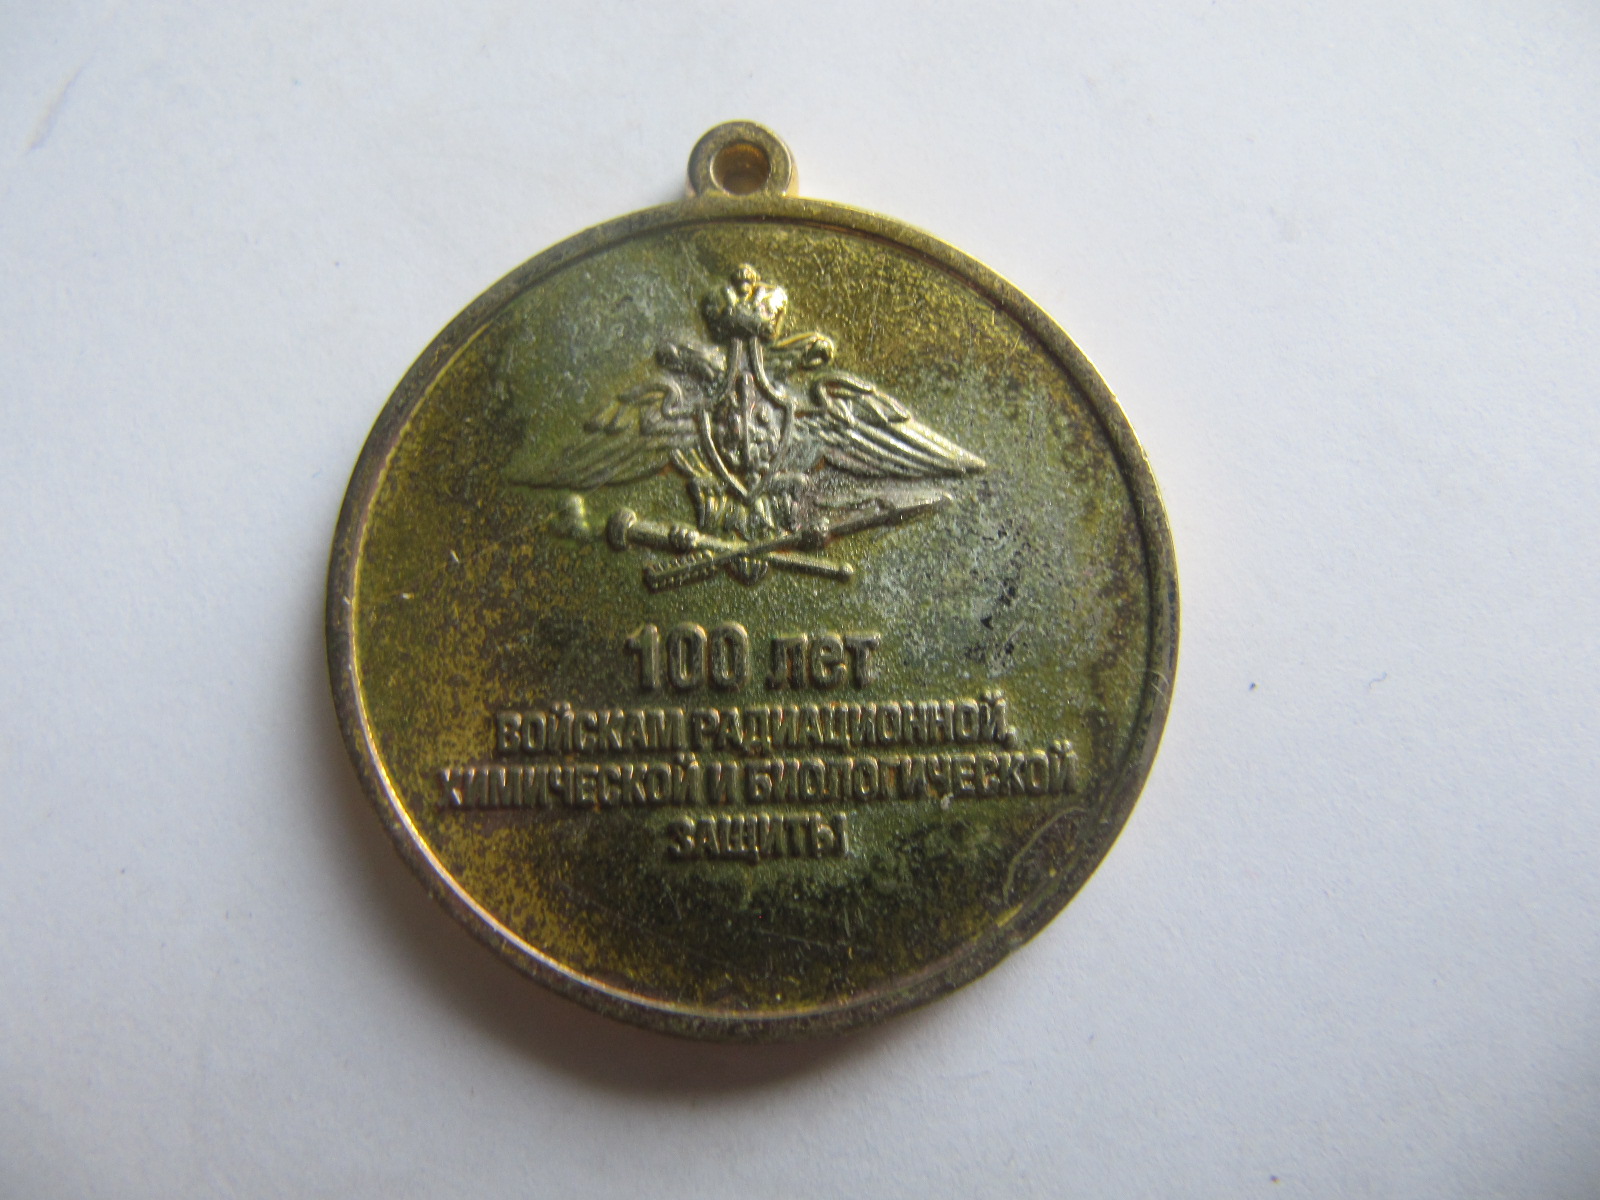 100 лет
ВОЙСКАМ РАДИАЦИОННОЙ,
ХИМИЧЕСКОЙ И БИОЛОГИЧЕСКОЙ
ЗАЩИТЫ